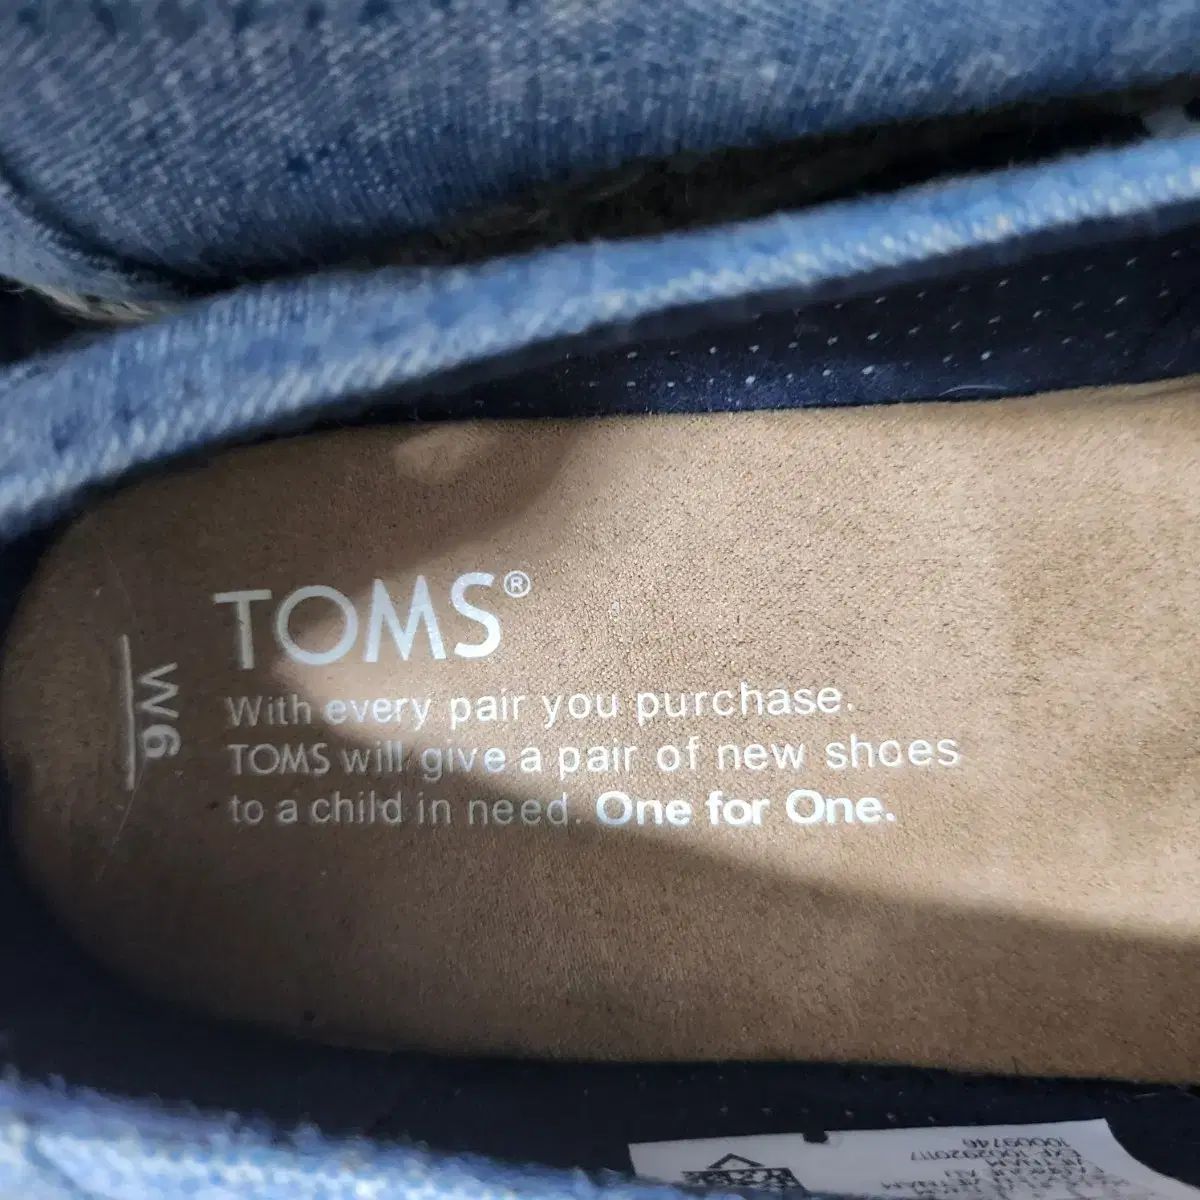 TOMS®
With every pair you purchase.
TOMS will give a pair of new shoes
to a child in need. One for One.
W6
10009746